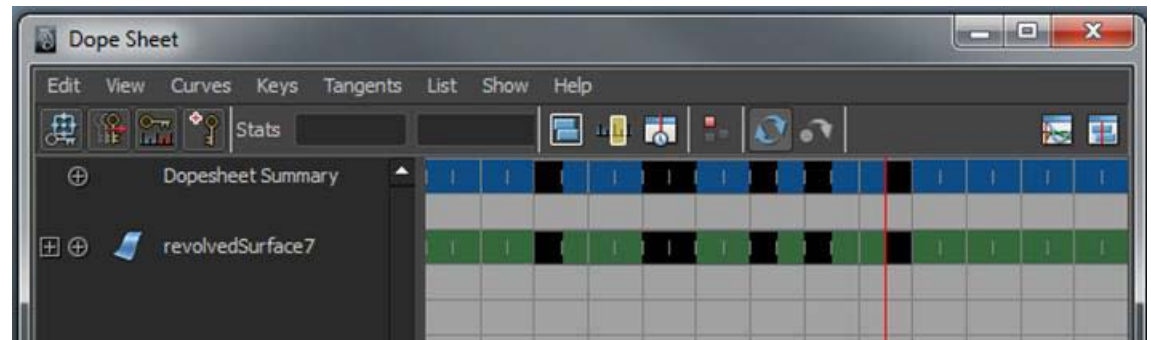 Dope Sheet
Edit View Curves Keys Tangents List Show Help
Stats
Dopesheet Summary
revolvedSurface7